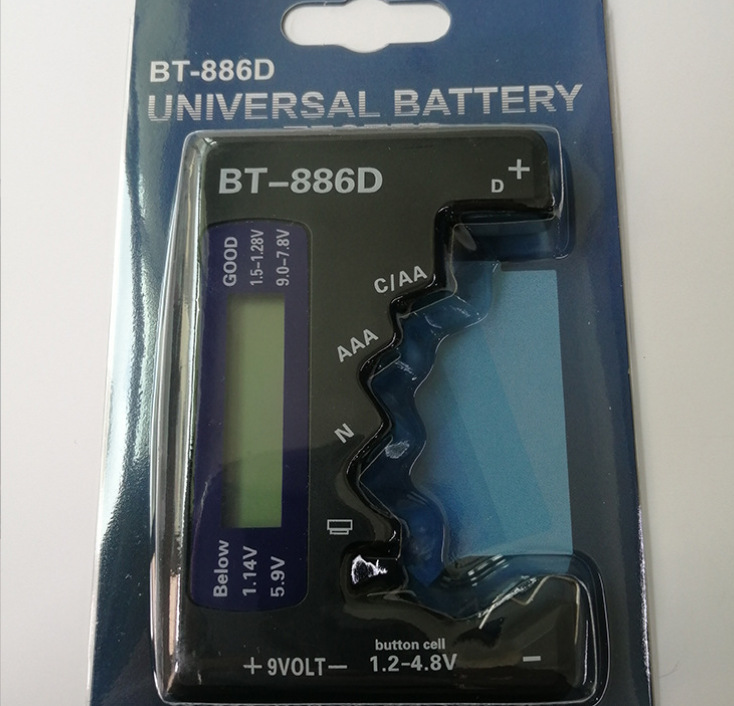 BT-886D
UNIVERSAL BATTERY
BT-886D
D +
GOOD
1.5-1.28V
9.0-7.8V
C/AA
AAA
N
Below
1.14V
5.9V
+ 9VOLT −
button cell
1.2-4.8V
−